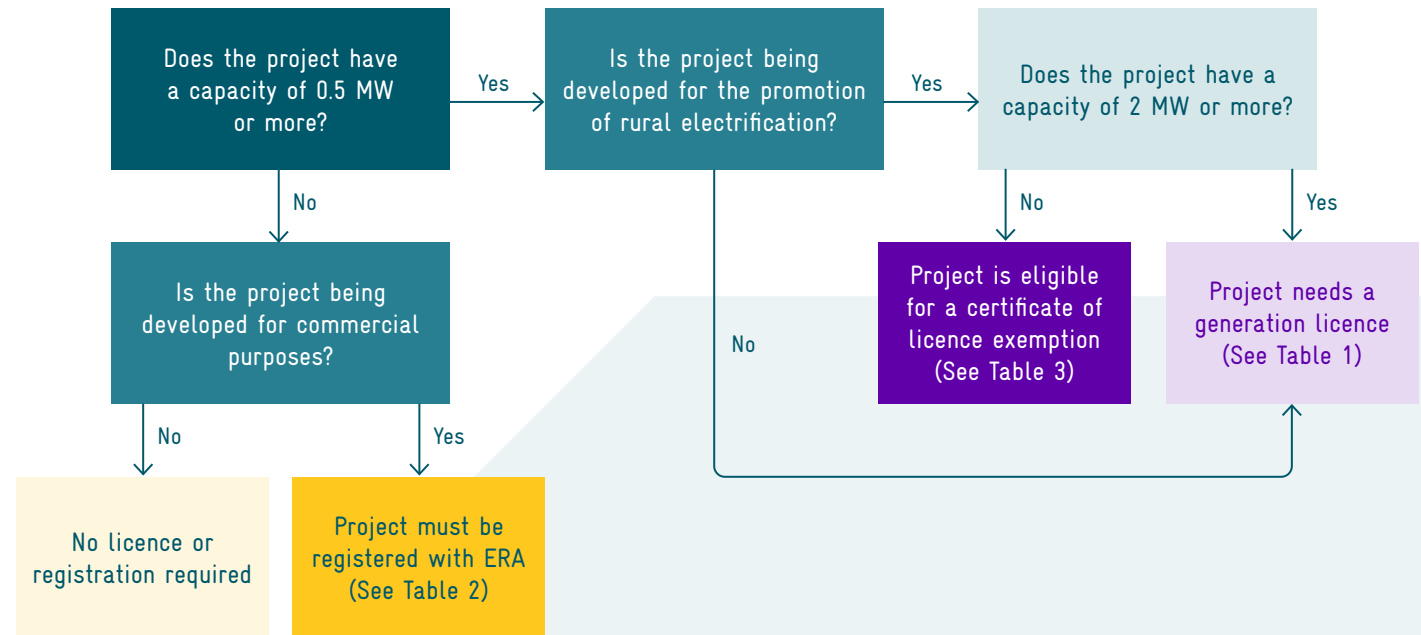 Does the project have
a capacity of 0.5 MW
or more?
Yes
Is the project being
developed for the promotion
of rural electrification?
Yes
Does the project have a
capacity of 2 MW or more?
No
No
Yes
Is the project being
developed for commercial
purposes?
No
Project is eligible
for a certificate of
licence exemption
(See Table 3)
Project needs a
generation licence
(See Table 1)
No
Yes
No licence or
registration required
Project must be
registered with ERA
(See Table 2)